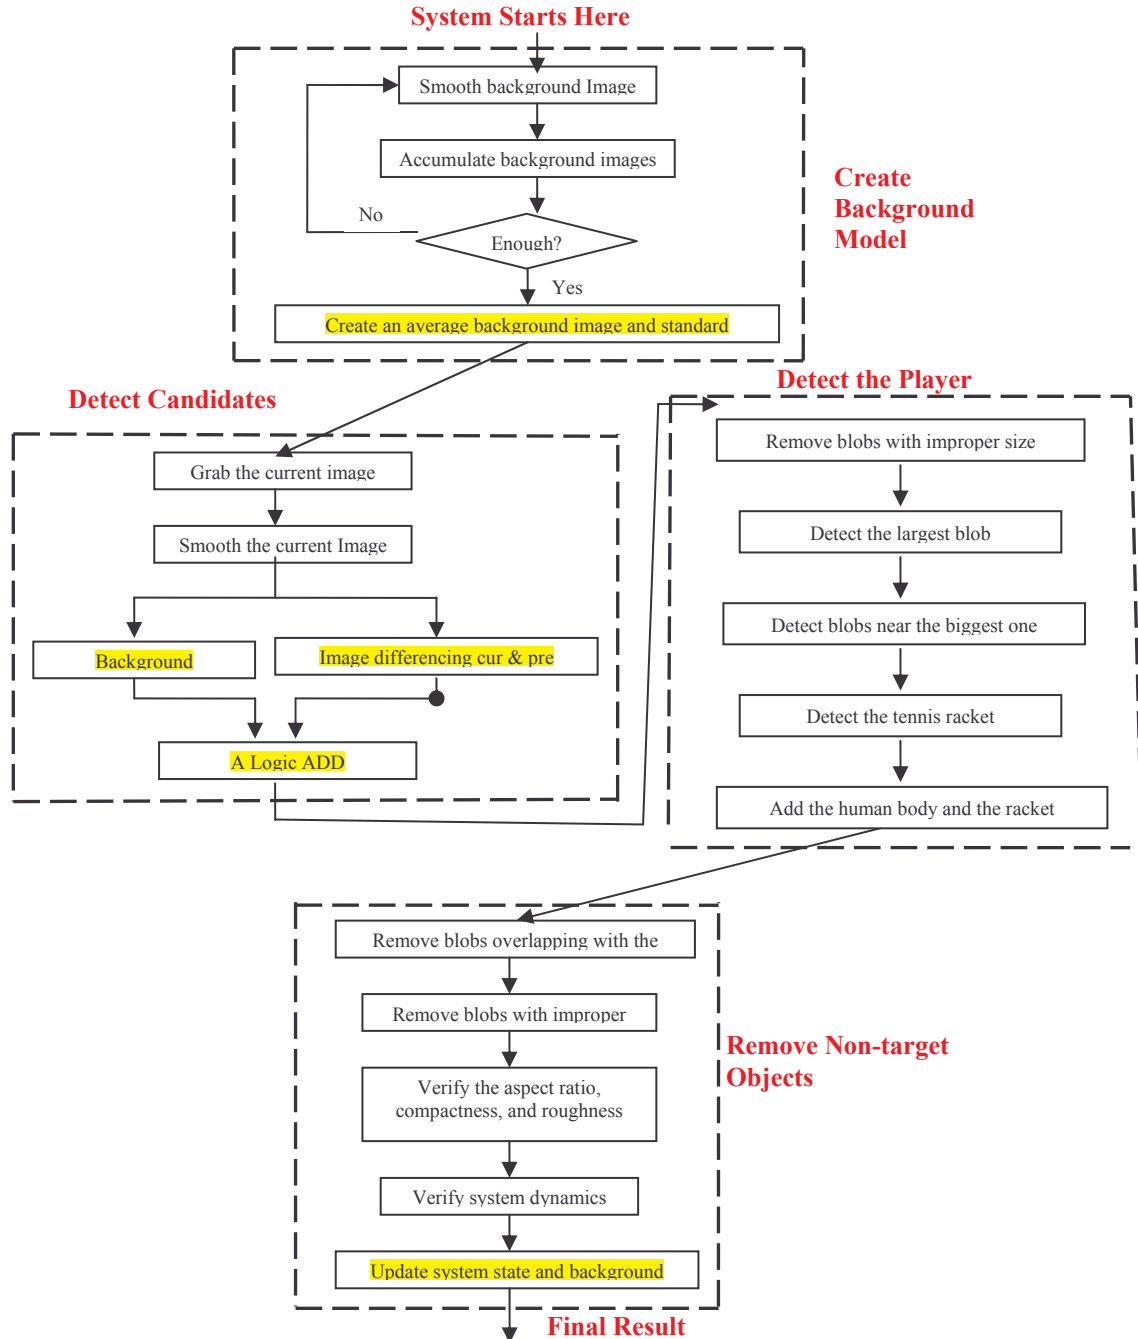 System Starts Here
Smooth background Image
Accumulate background images
Create
Background
Model
No
Enough?
Yes
Create an average background image and standard
Detect Candidates
Grab the current image
Smooth the current Image
Background
Image differencing cur & pre
A Logic ADD
Detect the Player
Remove blobs with improper size
Detect the largest blob
Detect blobs near the biggest one
Detect the tennis racket
Add the human body and the racket
Remove blobs overlapping with the
Remove blobs with improper
Verify the aspect ratio,
compactness, and roughness
Verify system dynamics
Update system state and background
Remove Non-target
Objects
Final Result